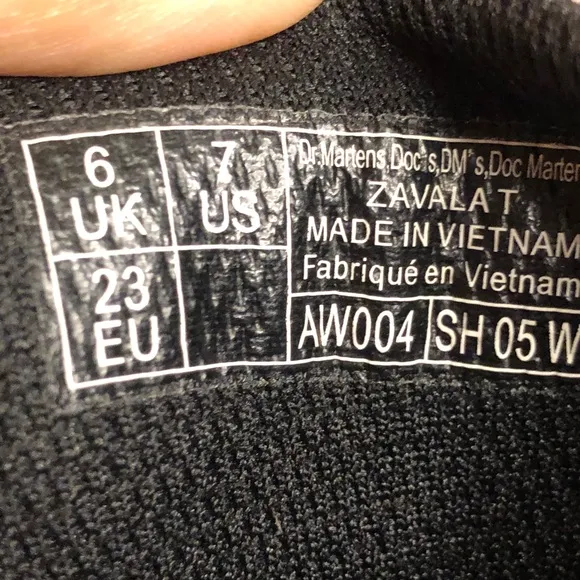 6 UK
7 US
Dr.Martens,Doc's,DM's,Doc Marten
ZAVALA T
MADE IN VIETNAM
Fabriqué en Vietnam
23 EU
AW004
SH 05 W